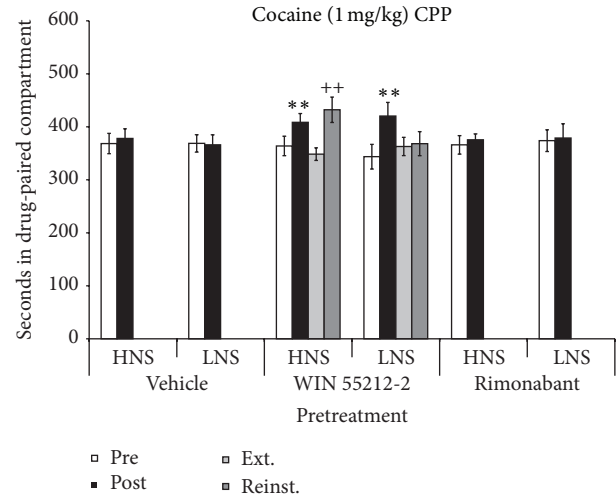 Cocaine (1 mg/kg) CPP
Seconds in drug-paired compartment
600
500
400
300
200
100
0
** ++ **
HNS LNS HNS LNS HNS LNS
Vehicle WIN 55212-2 Rimonabant
Pretreatment
Pre Ext.
Post Reinst.